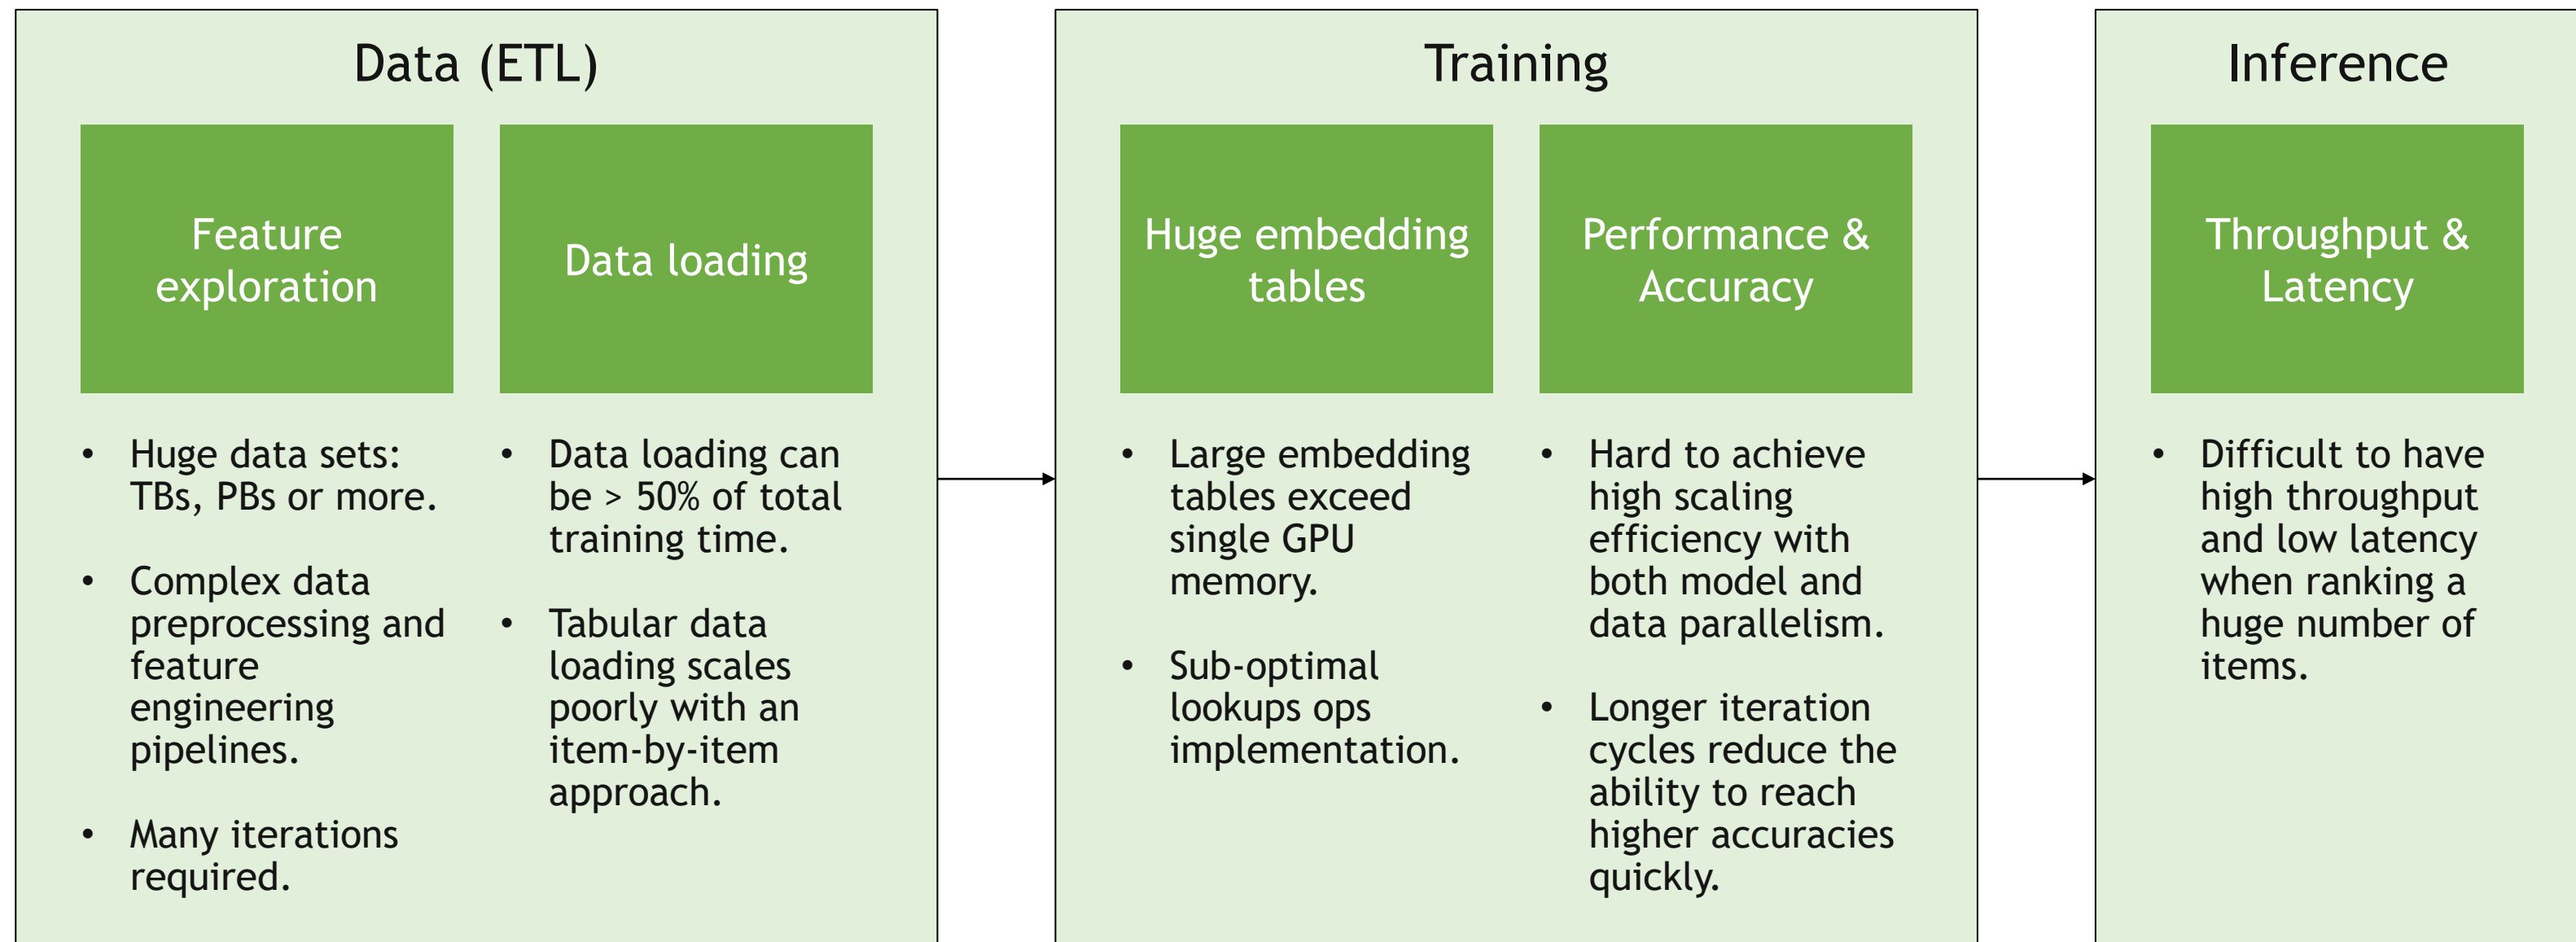 Data (ETL)
Feature
exploration
• Huge data sets:
TBs, PBs or more.
• Complex data
preprocessing and
feature
engineering
pipelines.
• Many iterations
required.
Data loading
• Data loading can
be > 50% of total
training time.
• Tabular data
loading scales
poorly with an
item-by-item
approach.
Training
Huge embedding
tables
• Large embedding
tables exceed
single GPU
memory.
• Sub-optimal
lookups ops
implementation.
Performance &
Accuracy
• Hard to achieve
high scaling
efficiency with
both model and
data parallelism.
• Longer iteration
cycles reduce the
ability to reach
higher accuracies
quickly.
Inference
Throughput &
Latency
• Difficult to have
high throughput
and low latency
when ranking a
huge number of
items.